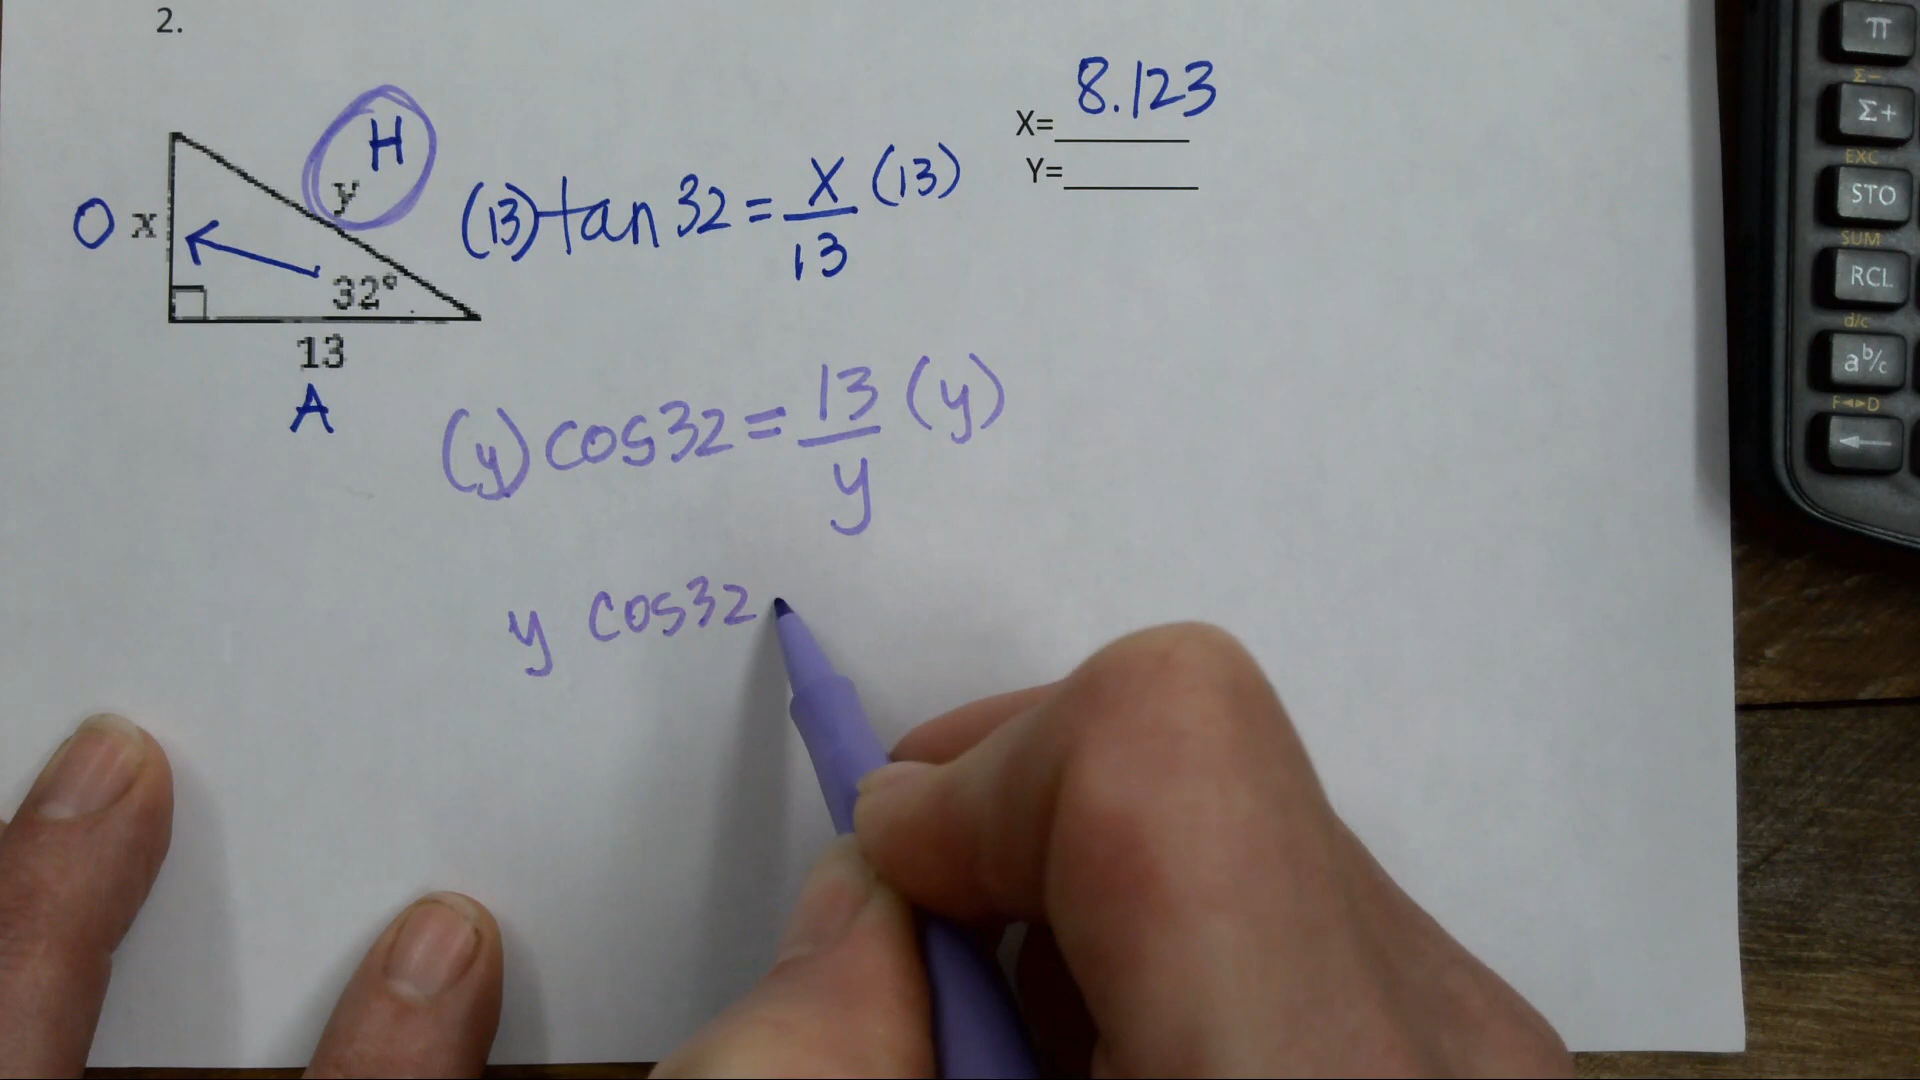 2.
H
y
O x
32°
13
A
(13) tan 32 = x/13 (13)
X= 8.123
Y=
(y) cos 32 = 13/y (y)
y cos 32
π
Σ-
Σ+
EXC
STO
SUM
RCL
d/c
a b/c
F◄►D
←